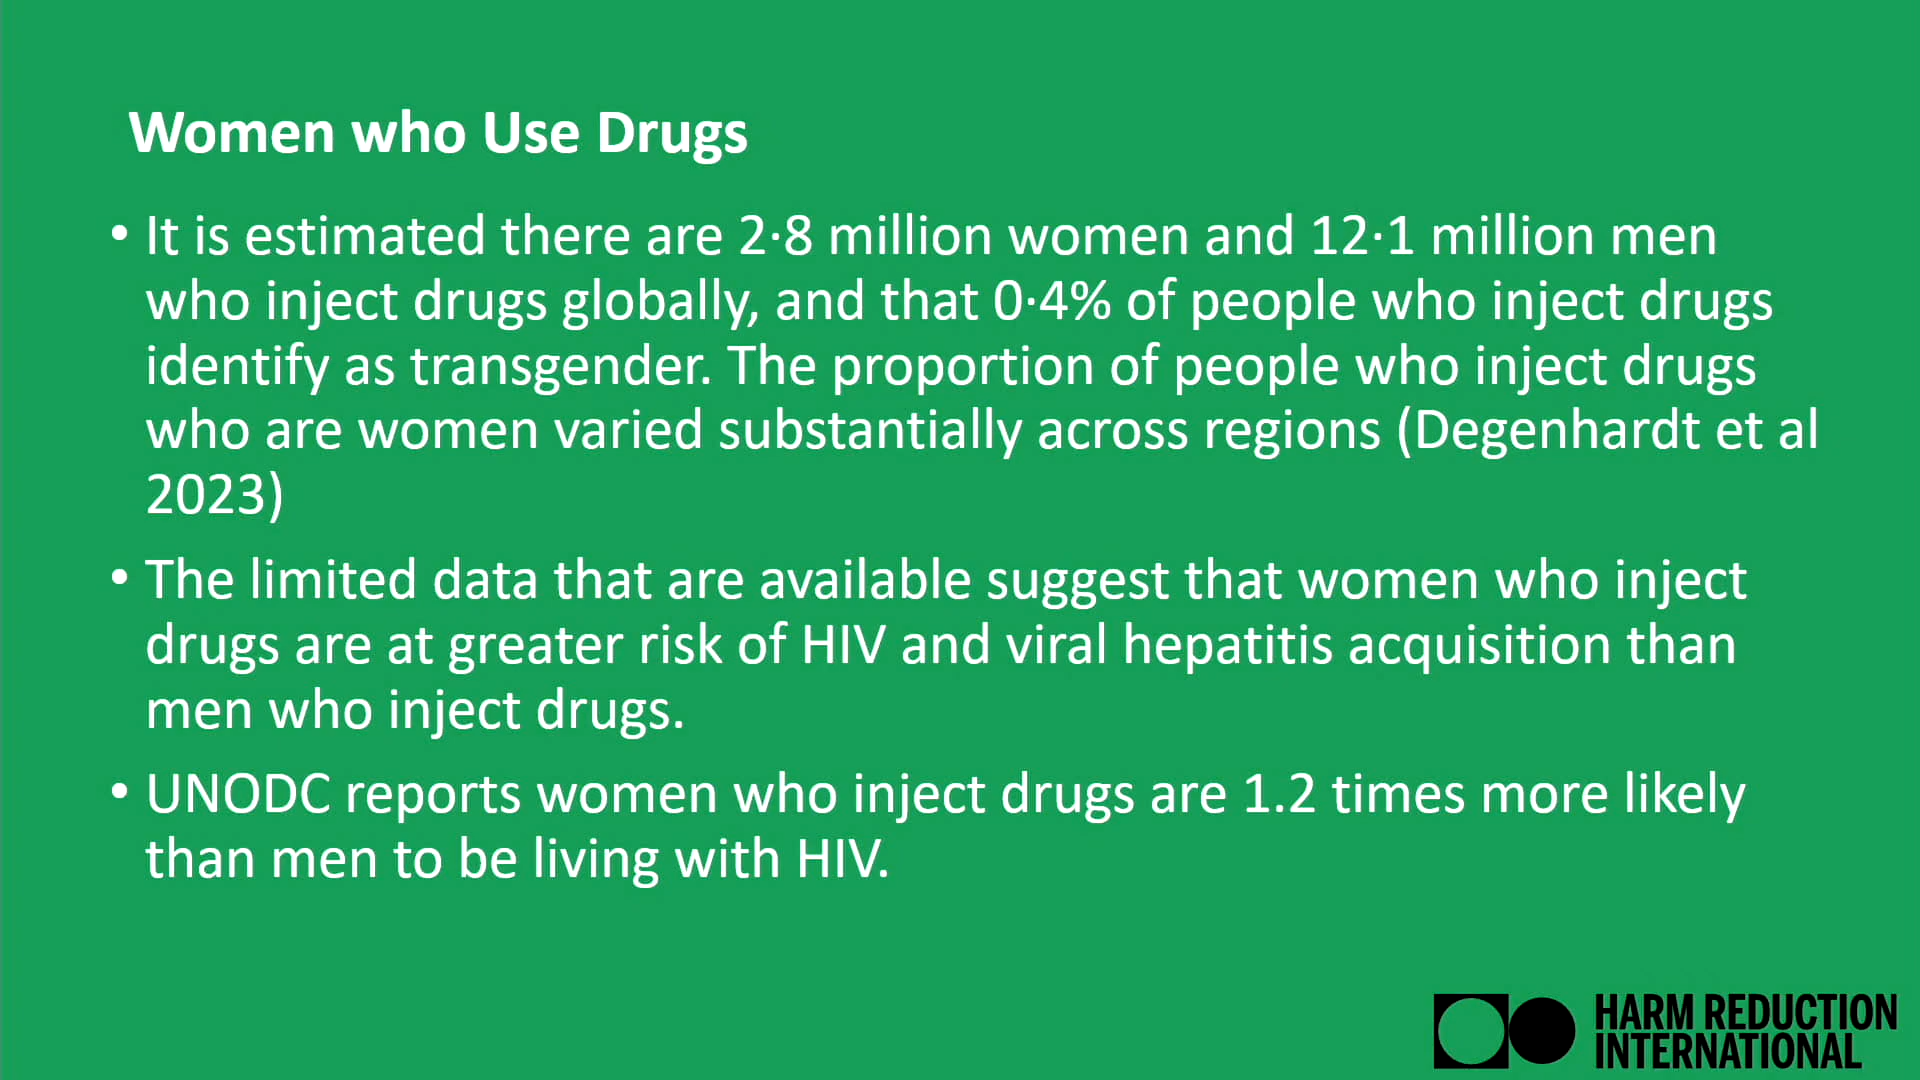 Women who Use Drugs
• It is estimated there are 2·8 million women and 12·1 million men
who inject drugs globally, and that 0·4% of people who inject drugs
identify as transgender. The proportion of people who inject drugs
who are women varied substantially across regions (Degenhardt et al
2023)
• The limited data that are available suggest that women who inject
drugs are at greater risk of HIV and viral hepatitis acquisition than
men who inject drugs.
• UNODC reports women who inject drugs are 1.2 times more likely
than men to be living with HIV.
HARM REDUCTION
INTERNATIONAL